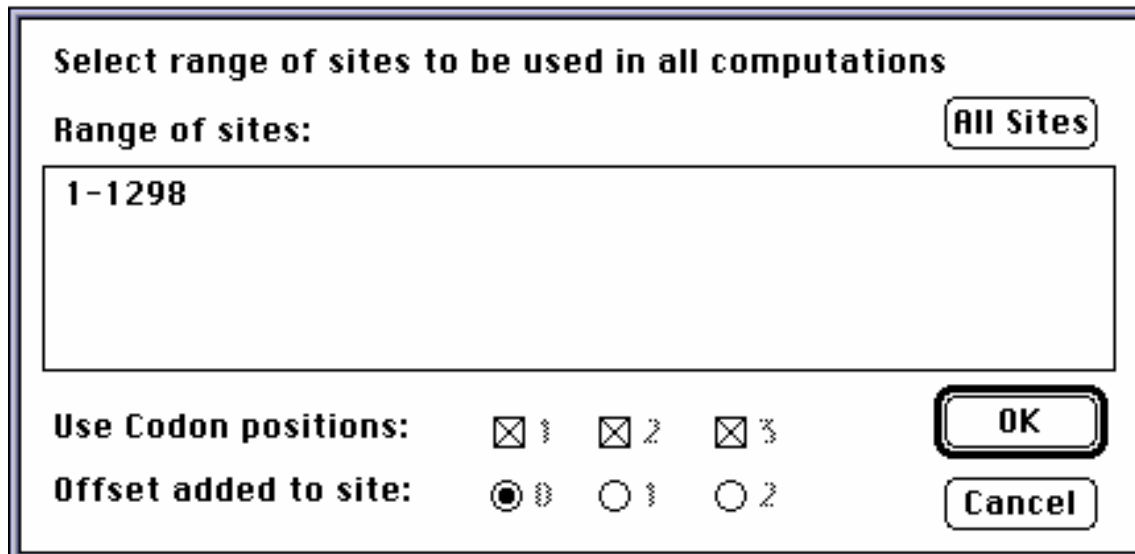 Select range of sites to be used in all computations
Range of sites:
All Sites
1-1298
Use Codon positions: 1 2 3
OK
Offset added to site: 0 1 2
Cancel